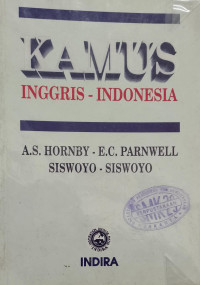 KAMUS
INGGRIS - INDONESIA
A.S. HORNBY - E.C. PARNWELL
SISWOYO - SISWOYO
INDIRA